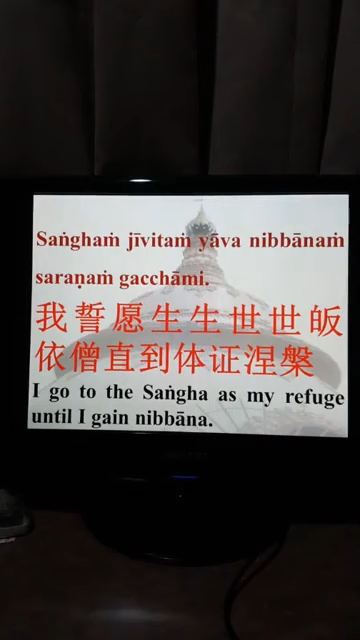 Saṅghaṁ jīvitaṁ yāva nibbānaṁ
saraṇaṁ gacchāmi.
我誓愿生生世世皈
依僧直到体证涅槃
I go to the Saṅgha as my refuge
until I gain nibbāna.